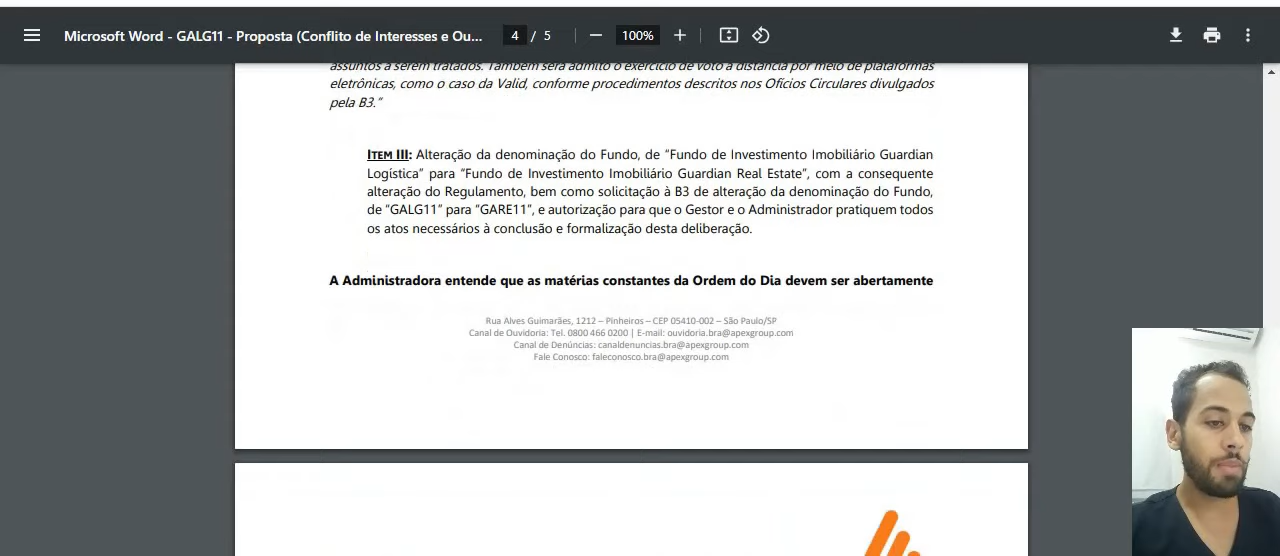 Microsoft Word - GALG11 - Proposta (Conflito de Interesses e Ou...
4 / 5
100%
assuntos a serem tratados. Também será admito o exercício de voto a distância por meio de plataformas
eletrônicas, como o caso da Valid, conforme procedimentos descritos nos Ofícios Circulares divulgados
pela B3."
ITEM III: Alteração da denominação do Fundo, de "Fundo de Investimento Imobiliário Guardian
Logística" para "Fundo de Investimento Imobiliário Guardian Real Estate", com a consequente
alteração do Regulamento, bem como solicitação à B3 de alteração da denominação do Fundo,
de "GALG11" para "GARE11", e autorização para que o Gestor e o Administrador pratiquem todos
os atos necessários à conclusão e formalização desta deliberação.
A Administradora entende que as matérias constantes da Ordem do Dia devem ser abertamente
Rua Alves Guimarães, 1212 – Pinheiros – CEP 05410-002 – São Paulo/SP
Canal de Ouvidoria: Tel. 0800 466 0200 | E-mail: ouvidoria.bra@apexgroup.com
Canal de Denúncias: canaldenuncias.bra@apexgroup.com
Fale Conosco: faleconosco.bra@apexgroup.com